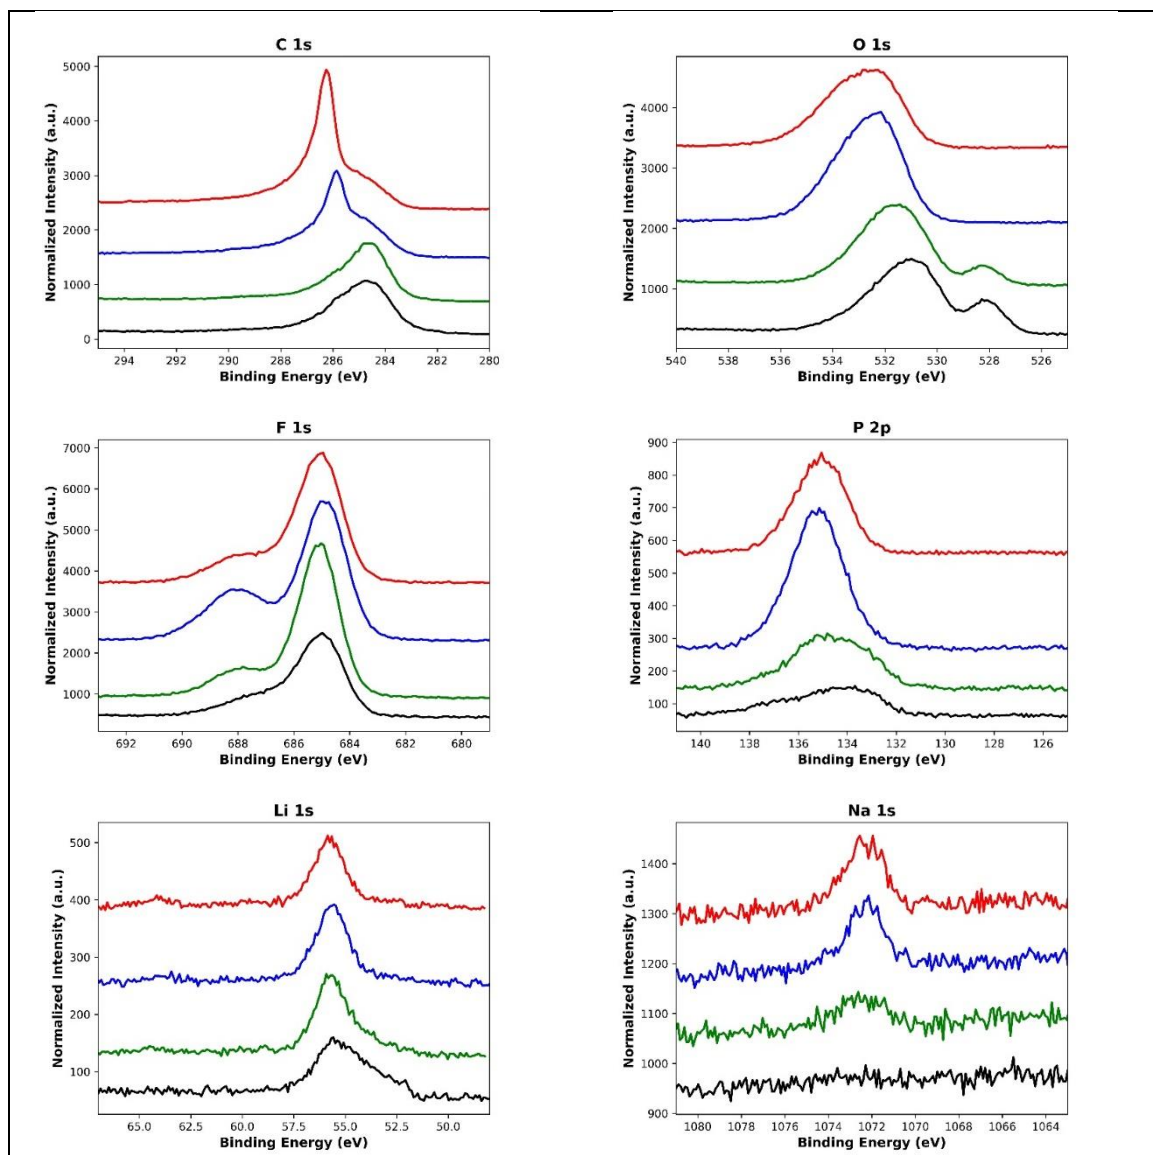 C 1s
Normalized Intensity (a.u.)
5000
4000
3000
2000
1000
0
294 292 290 288 286 284 282 280
Binding Energy (eV)
O 1s
Normalized Intensity (a.u.)
4000
3000
2000
1000
540 538 536 534 532 530 528 526
Binding Energy (eV)
F 1s
Normalized Intensity (a.u.)
7000
6000
5000
4000
3000
2000
1000
692 690 688 686 684 682 680
Binding Energy (eV)
P 2p
Normalized Intensity (a.u.)
900
800
700
600
500
400
300
200
100
140 138 136 134 132 130 128 126
Binding Energy (eV)
Li 1s
Normalized Intensity (a.u.)
500
400
300
200
100
65.0 62.5 60.0 57.5 55.0 52.5 50.0
Binding Energy (eV)
Na 1s
Normalized Intensity (a.u.)
1400
1300
1200
1100
1000
900
1080 1078 1076 1074 1072 1070 1068 1066 1064
Binding Energy (eV)